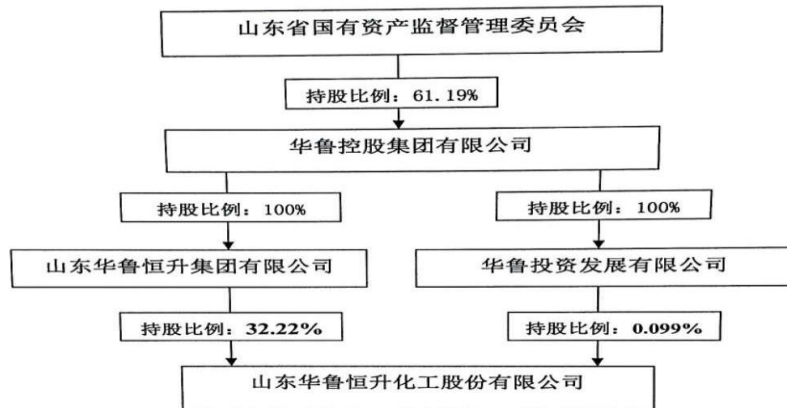 山东省国有资产监督管理委员会
持股比例：61.19%
华鲁控股集团有限公司
持股比例：100%
持股比例：100%
山东华鲁恒升集团有限公司
华鲁投资发展有限公司
持股比例：32.22%
持股比例：0.099%
山东华鲁恒升化工股份有限公司